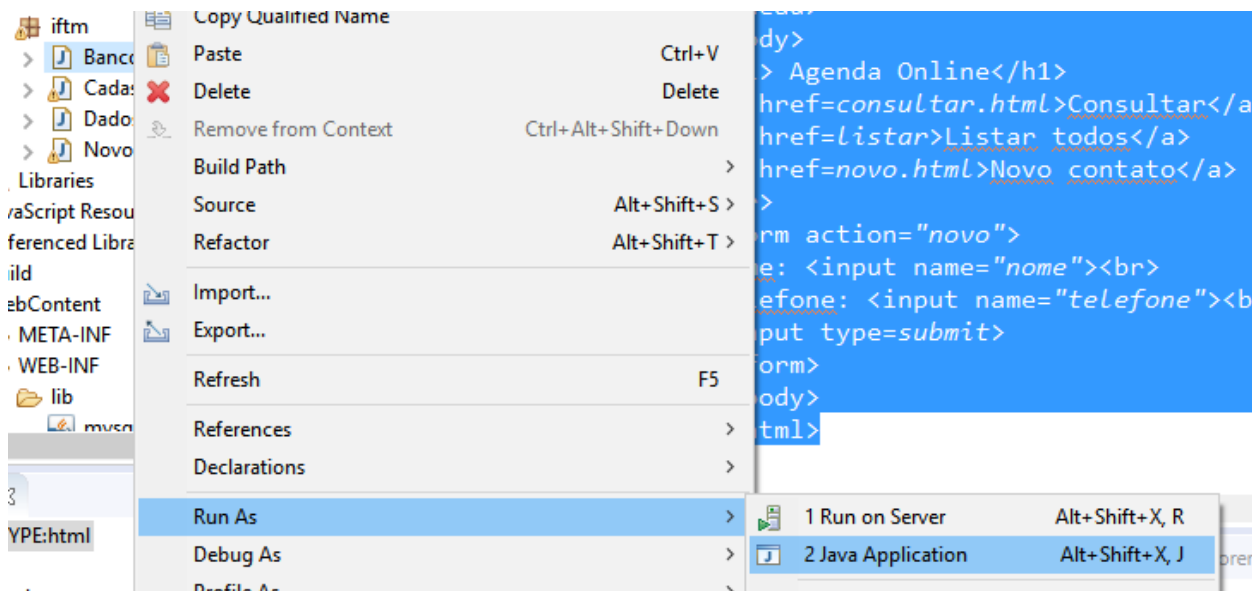 iftm
Banco
Cadas
Dado
Novo
Libraries
vaScript Resou
ferenced Libra
ild
ebContent
META-INF
WEB-INF
lib
mysq
YPE:html
Copy Qualified Name
Paste Ctrl+V
Delete Delete
Remove from Context Ctrl+Alt+Shift+Down
Build Path
Source Alt+Shift+S >
Refactor Alt+Shift+T >
Import...
Export...
Refresh F5
References
Declarations
Run As
Debug As
Profile As
1 Run on Server Alt+Shift+X, R
2 Java Application Alt+Shift+X, J
dy>
> Agenda Online</h1>
href=consultar.html>Consultar</a
href=listar>Listar todos</a>
href=novo.html>Novo contato</a>
>
rm action="novo">
e: <input name="nome"><br>
efone: <input name="telefone"><b
put type=submit>
orm>
ody>
tml>
orer